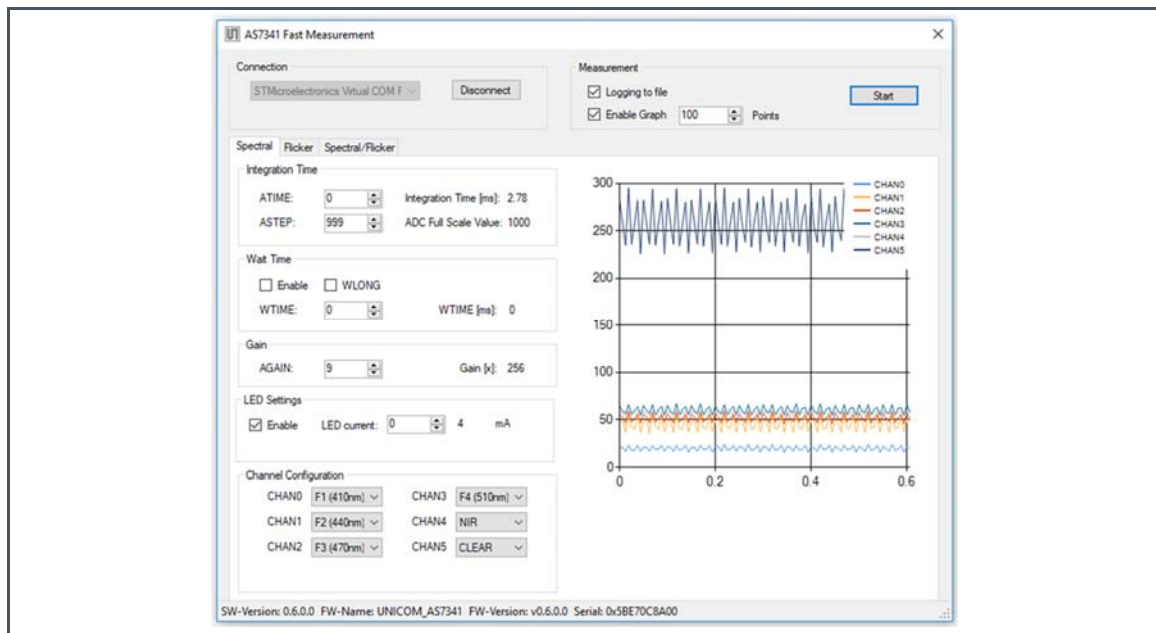 AS7341 Fast Measurement
Connection
STMicroelectronics Virtual COM F
Disconnect
Measurement
Logging to file
Enable Graph 100 Points
Start
Spectral Flicker Spectral/Flicker
Integration Time
ATIME: 0 Integration Time [ms]: 2.78
ASTEP: 999 ADC Full Scale Value: 1000
Wait Time
Enable WLONG
WTIME: 0 WTIME [ms]: 0
Gain
AGAIN: 9 Gain [x]: 256
LED Settings
Enable LED current: 0 4 mA
Channel Configuration
CHAN0 F1 (410nm) CHAN3 F4 (510nm)
CHAN1 F2 (440nm) CHAN4 NIR
CHAN2 F3 (470nm) CHAN5 CLEAR
300
250
200
150
100
50
0
0 0.2 0.4 0.6
CHAN0
CHAN1
CHAN2
CHAN3
CHAN4
CHAN5
SW-Version: 0.6.0.0 FW-Name: UNICOM_AS7341 FW-Version: v0.6.0.0 Serial: 0x5BE70C8A00